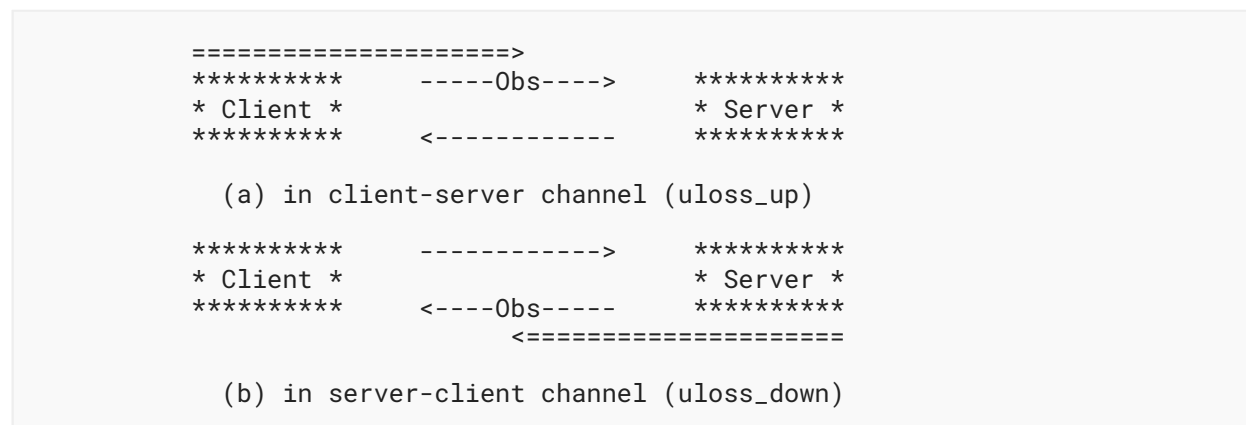 =====================>
**********     -----Obs---->     **********
* Client *                       * Server *
**********     <------------     **********
(a) in client-server channel (uloss_up)
**********     ------------>     **********
* Client *                       * Server *
**********     <----Obs-----     **********
<=====================
(b) in server-client channel (uloss_down)